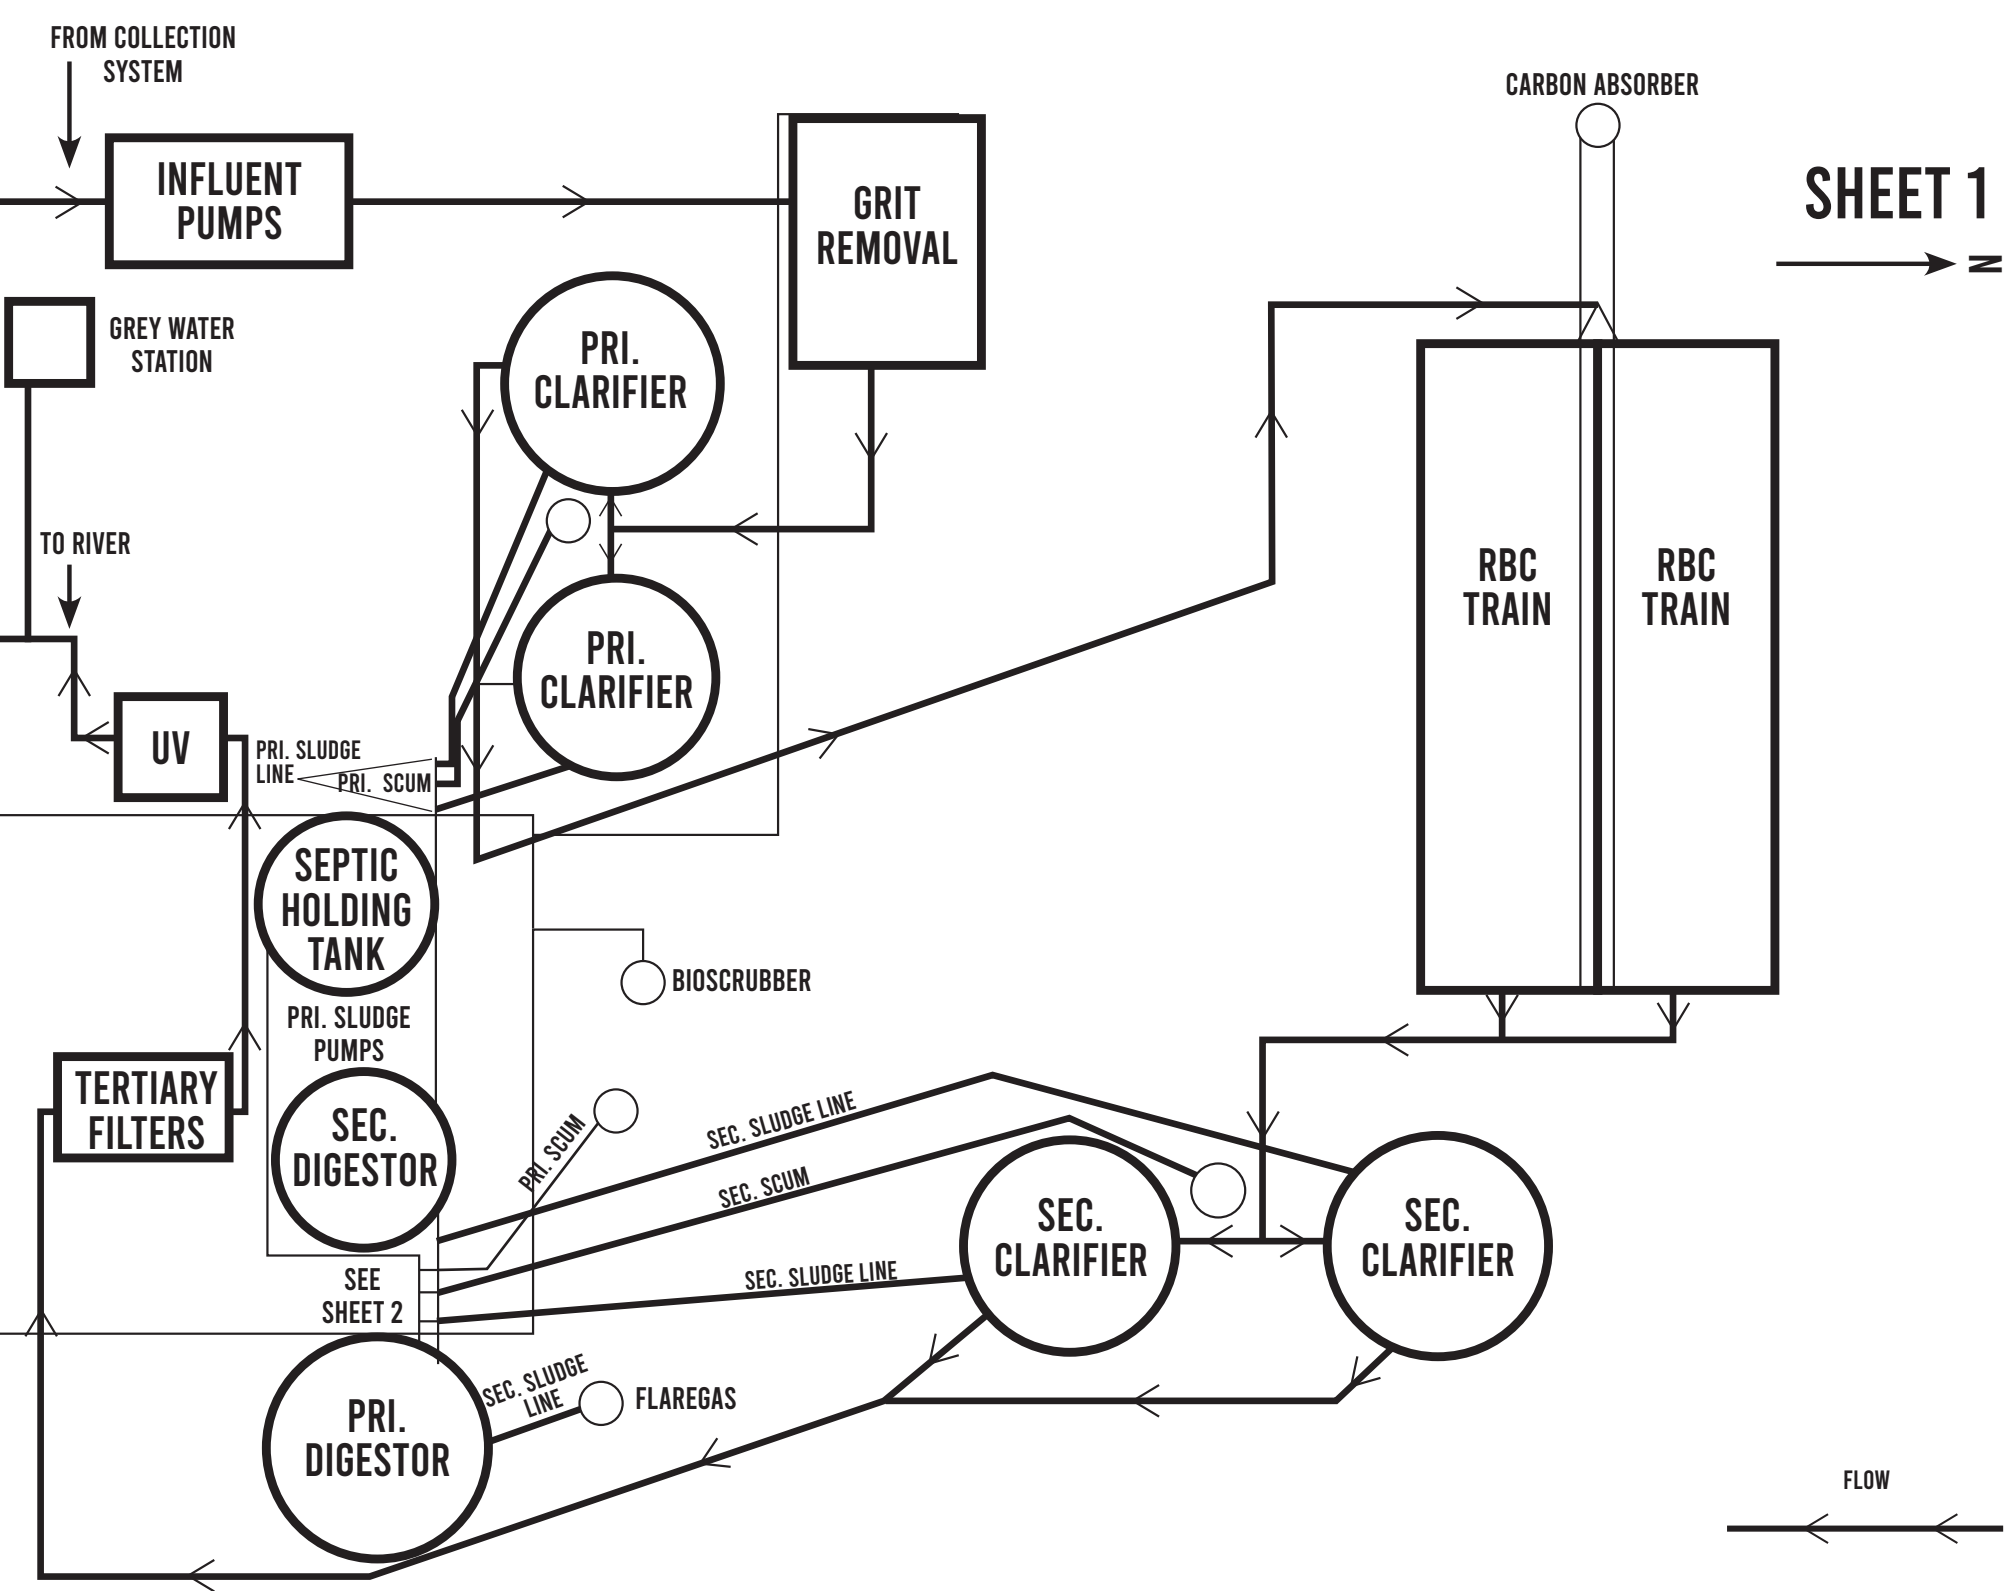 FROM COLLECTION
SYSTEM
CARBON ABSORBER
INFLUENT
PUMPS
GRIT
REMOVAL
SHEET 1
N
GREY WATER
STATION
PRI.
CLARIFIER
TO RIVER
RBC
TRAIN
RBC
TRAIN
PRI.
CLARIFIER
UV
PRI. SLUDGE
LINE
PRI. SCUM
SEPTIC
HOLDING
TANK
BIOSCRUBBER
PRI. SLUDGE
PUMPS
TERTIARY
FILTERS
SEC.
DIGESTOR
PRI. SCUM
SEC. SLUDGE LINE
SEC. SCUM
SEC.
CLARIFIER
SEC.
CLARIFIER
SEE
SHEET 2
SEC. SLUDGE LINE
SEC. SLUDGE
LINE
FLAREGAS
PRI.
DIGESTOR
FLOW